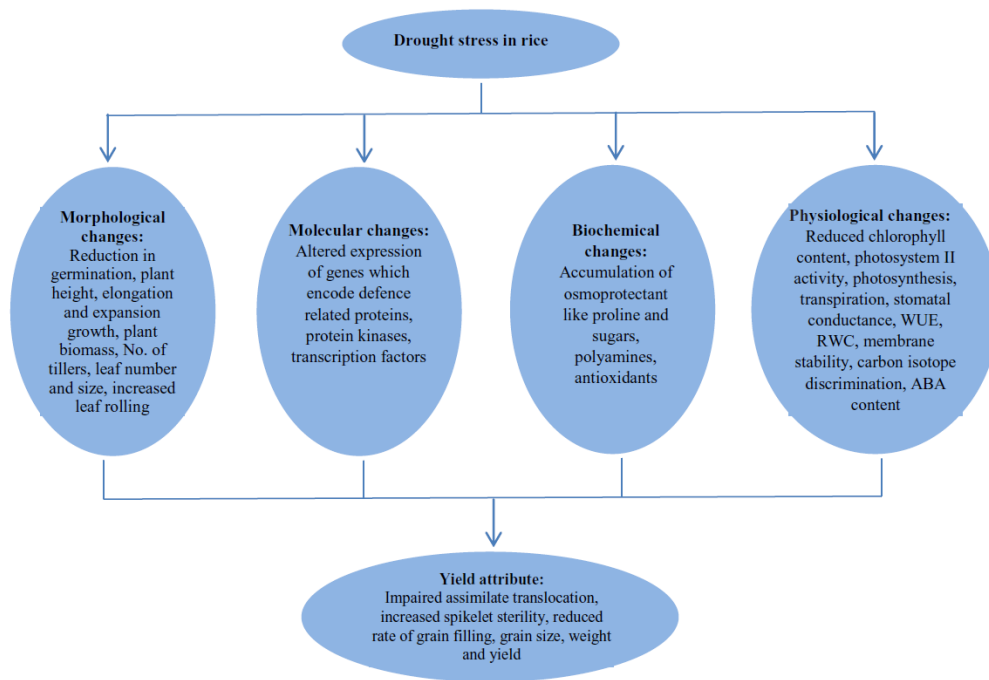 Drought stress in rice
Morphological
changes:
Reduction in
germination, plant
height, elongation
and expansion
growth, plant
biomass, No. of
tillers, leaf number
and size, increased
leaf rolling
Molecular changes:
Altered expression
of genes which
encode defence
related proteins,
protein kinases,
transcription factors
Biochemical
changes:
Accumulation of
osmoprotectant
like proline and
sugars,
polyamines,
antioxidants
Physiological changes:
Reduced chlorophyll
content, photosystem II
activity, photosynthesis,
transpiration, stomatal
conductance, WUE,
RWC, membrane
stability, carbon isotope
discrimination, ABA
content
Yield attribute:
Impaired assimilate translocation,
increased spikelet sterility, reduced
rate of grain filling, grain size, weight
and yield